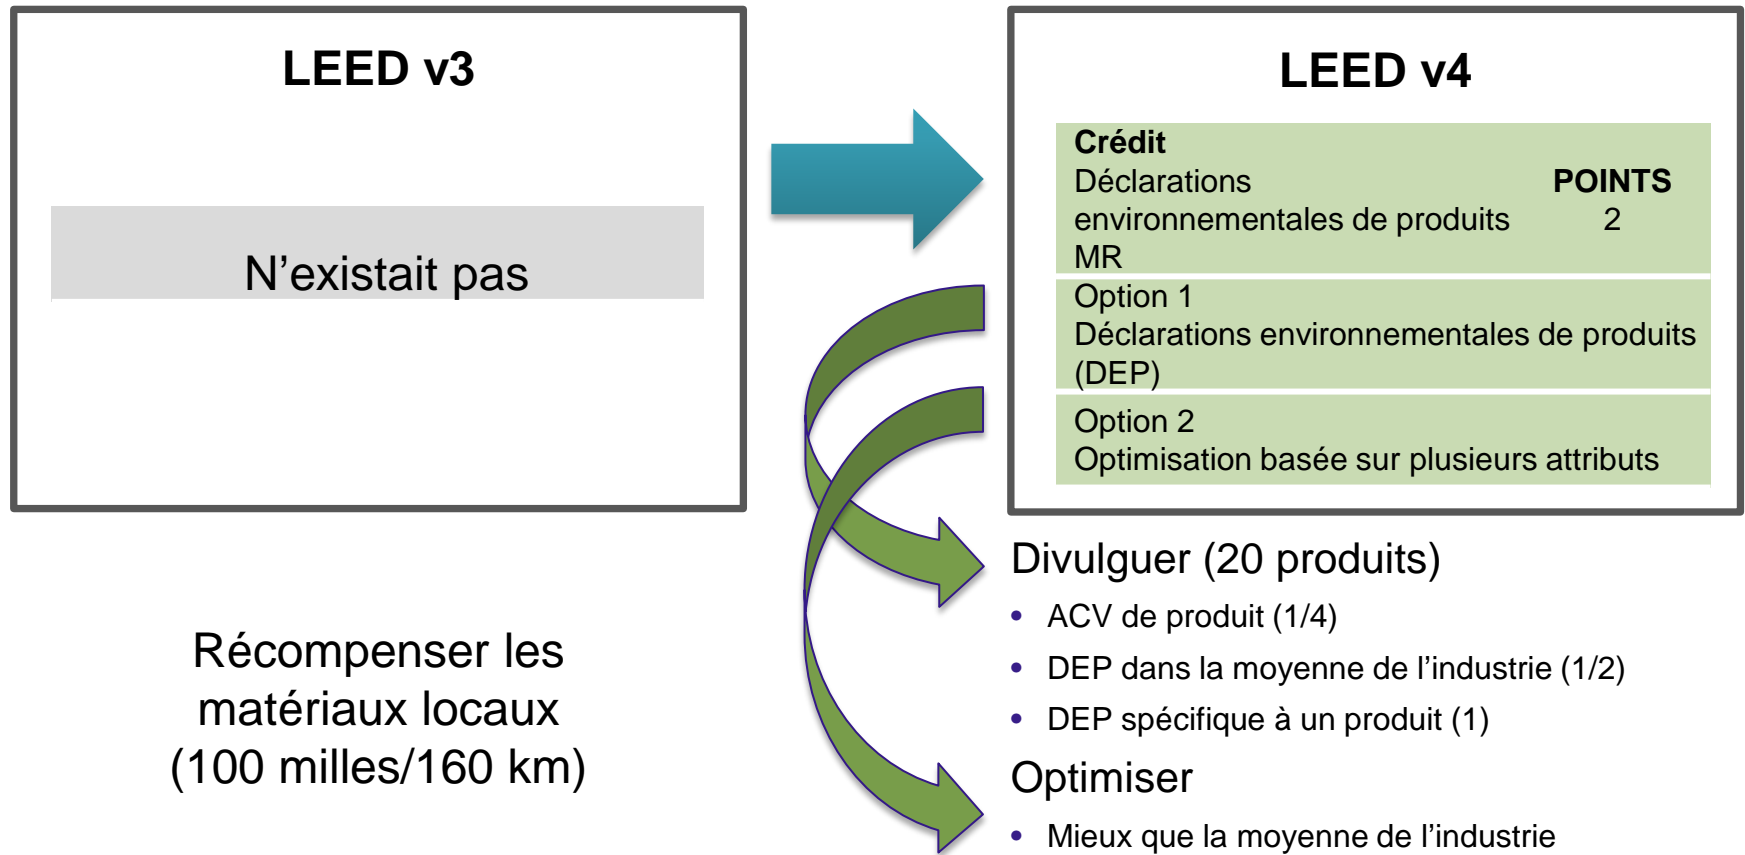 LEED v3
N’existait pas
Récompenser les
matériaux locaux
(100 milles/160 km)
LEED v4
Crédit
Déclarations POINTS
environnementales de produits 2
MR
Option 1
Déclarations environnementales de produits
(DEP)
Option 2
Optimisation basée sur plusieurs attributs
Divulguer (20 produits)
• ACV de produit (1/4)
• DEP dans la moyenne de l’industrie (1/2)
• DEP spécifique à un produit (1)
Optimiser
• Mieux que la moyenne de l’industrie